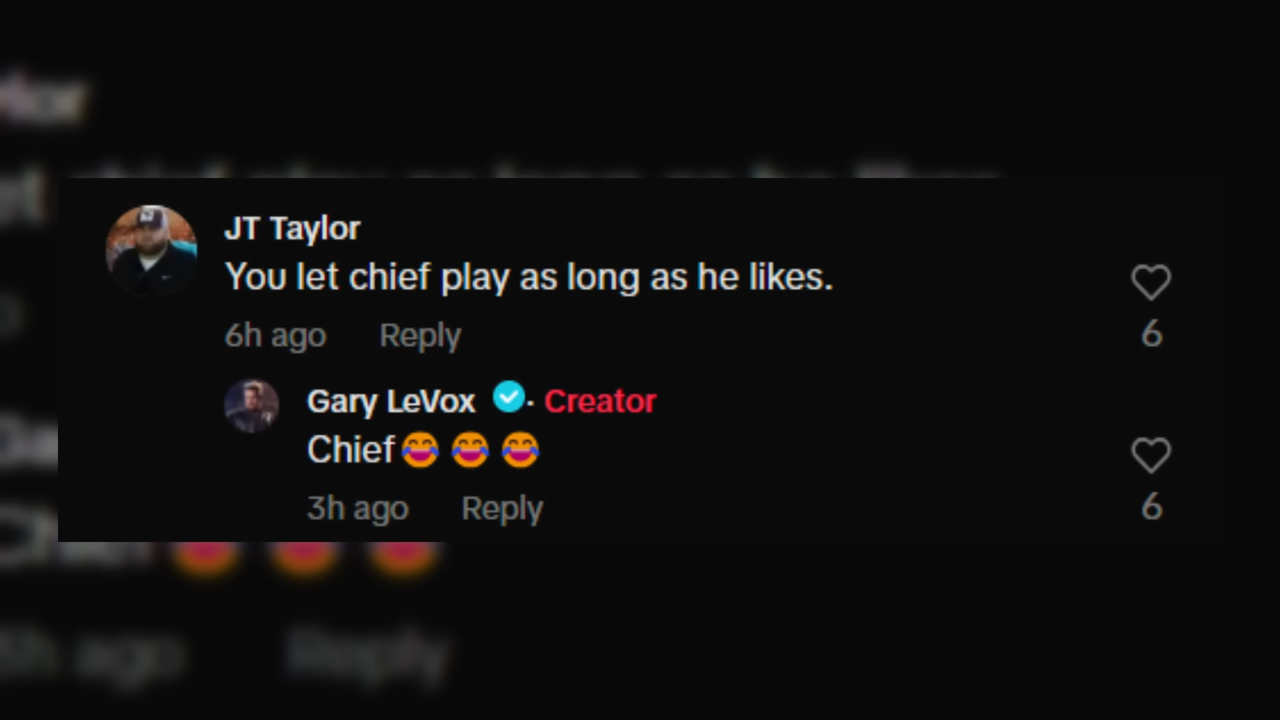 JT Taylor
You let chief play as long as he likes.
6h ago Reply
6
Gary LeVox · Creator
Chief😂😂😂
3h ago Reply
6